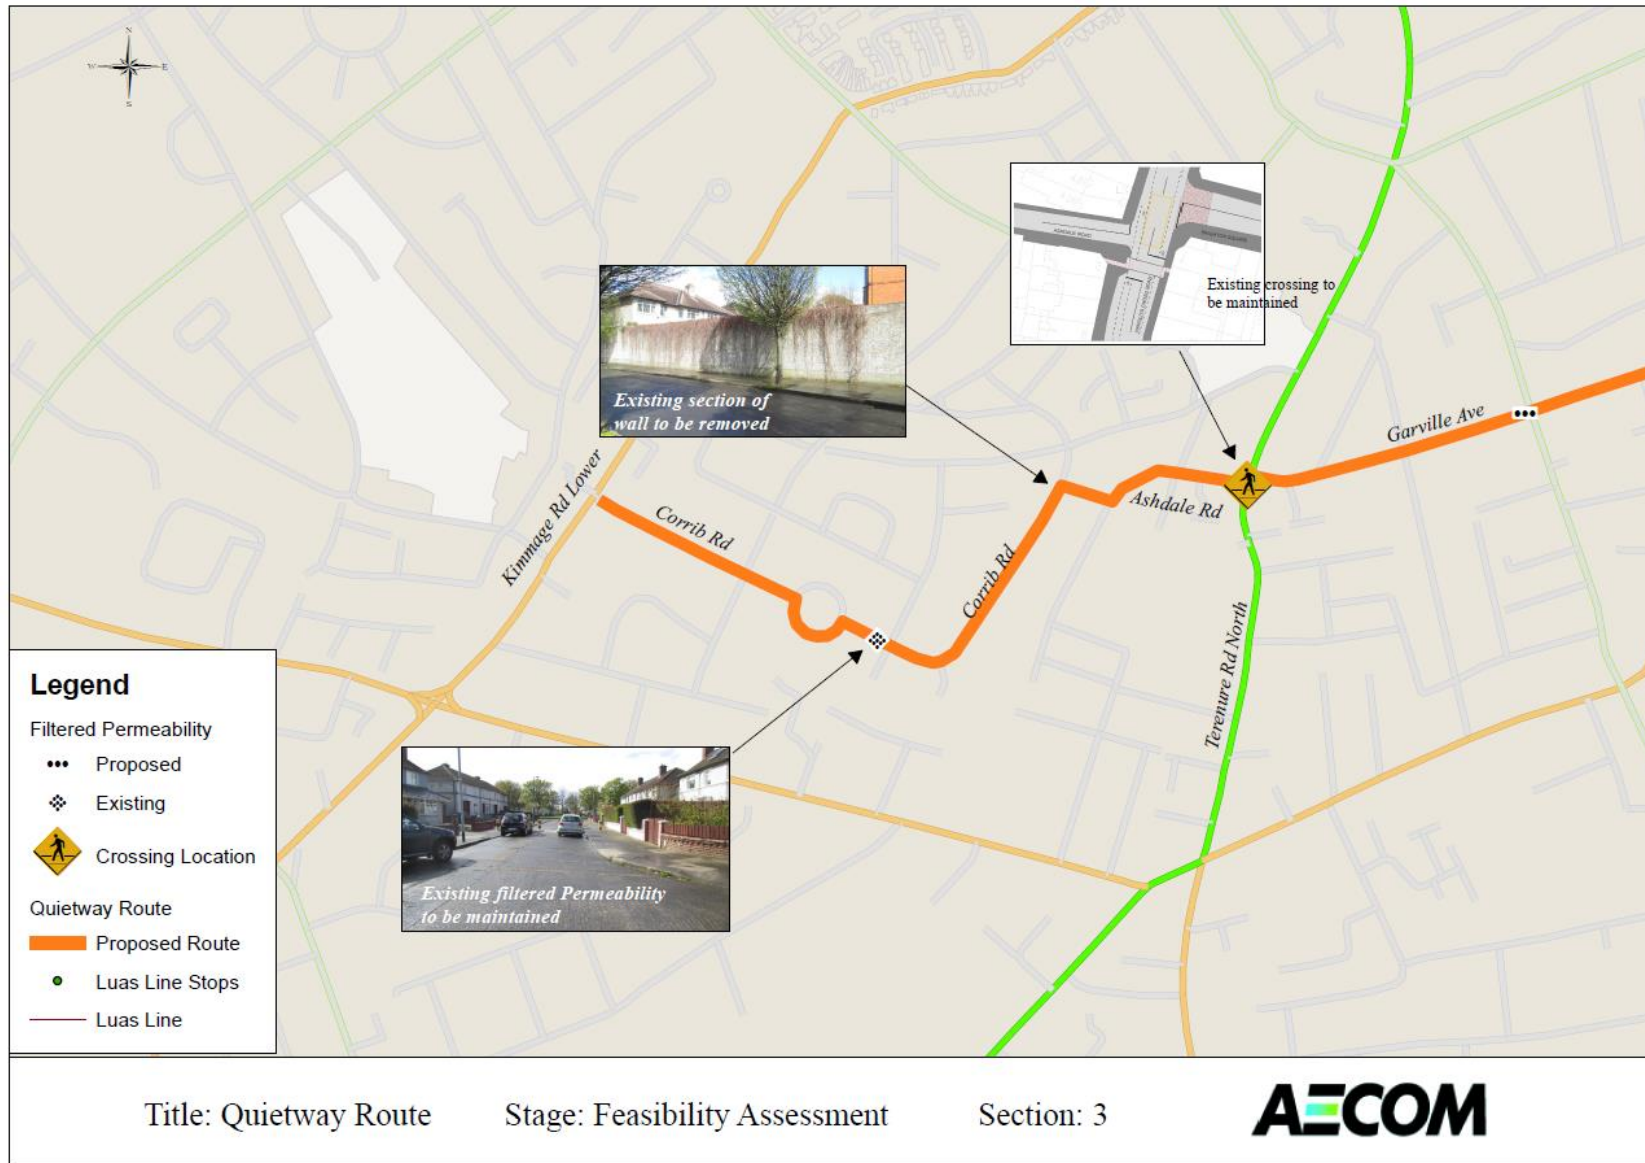 N
W
E
S
ASHDALE ROAD
Existing crossing to
be maintained
Existing section of
wall to be removed
Garville Ave
Kimmage Rd Lower
Corrib Rd
Ashdale Rd
Corrib Rd
Terenure Rd North
Existing filtered Permeability
to be maintained
Legend
Filtered Permeability
Proposed
Existing
Crossing Location
Quietway Route
Proposed Route
Luas Line Stops
Luas Line
Title: Quietway Route
Stage: Feasibility Assessment
Section: 3
AECOM